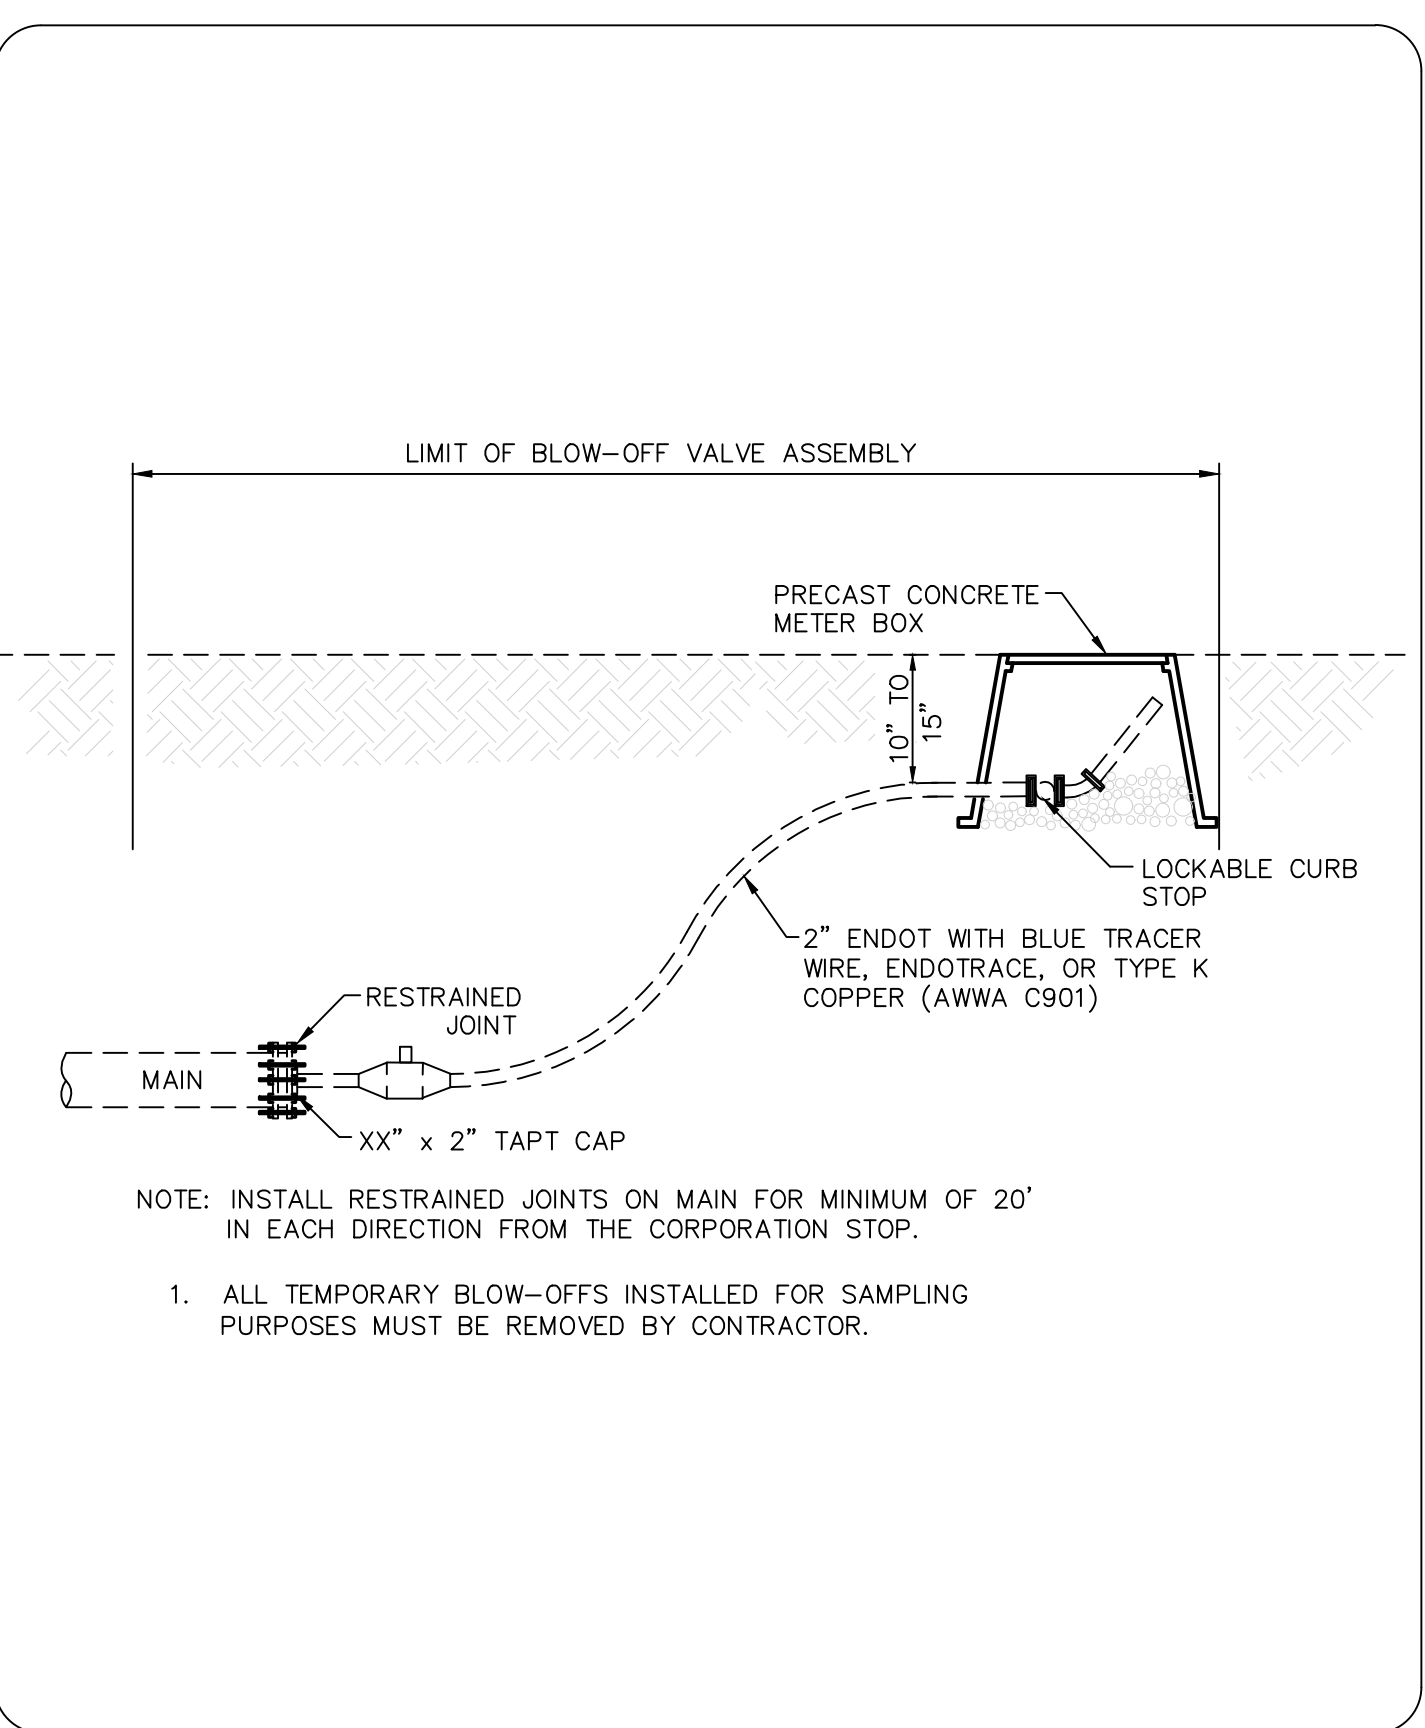 LIMIT OF BLOW-OFF VALVE ASSEMBLY
PRECAST CONCRETE
METER BOX
10" TO
15"
LOCKABLE CURB
STOP
2" ENDOT WITH BLUE TRACER
WIRE, ENDOTRACE, OR TYPE K
COPPER (AWWA C901)
RESTRAINED
JOINT
MAIN
XX" x 2" TAPT CAP
NOTE: INSTALL RESTRAINED JOINTS ON MAIN FOR MINIMUM OF 20'
IN EACH DIRECTION FROM THE CORPORATION STOP.
1. ALL TEMPORARY BLOW-OFFS INSTALLED FOR SAMPLING
PURPOSES MUST BE REMOVED BY CONTRACTOR.